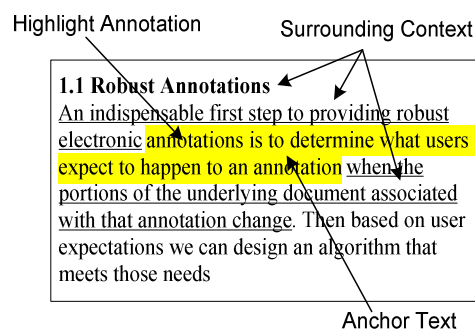 Highlight Annotation
Surrounding Context
1.1 Robust Annotations
An indispensable first step to providing robust
electronic annotations is to determine what users
expect to happen to an annotation when the
portions of the underlying document associated
with that annotation change. Then based on user
expectations we can design an algorithm that
meets those needs
Anchor Text